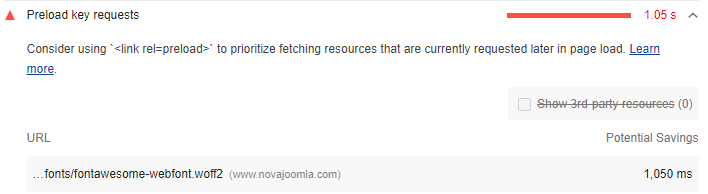 Preload key requests 1.05 s
Consider using `<link rel=preload>` to prioritize fetching resources that are currently requested later in page load. Learn
more.
Show 3rd-party resources (0)
URL Potential Savings
…fonts/fontawesome-webfont.woff2 (www.novajoomla.com) 1,050 ms